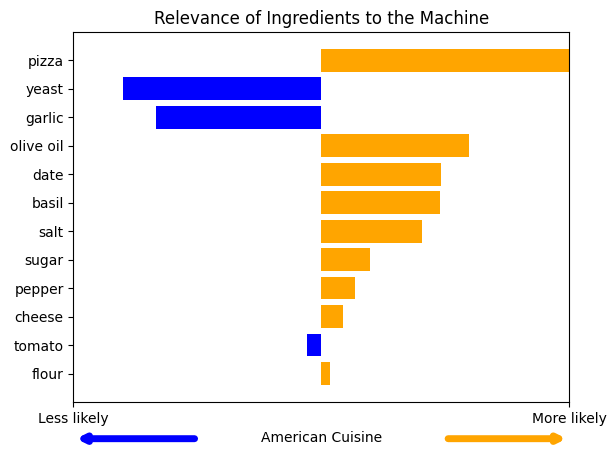 Relevance of Ingredients to the Machine
pizza
yeast
garlic
olive oil
date
basil
salt
sugar
pepper
cheese
tomato
flour
Less likely
More likely
American Cuisine